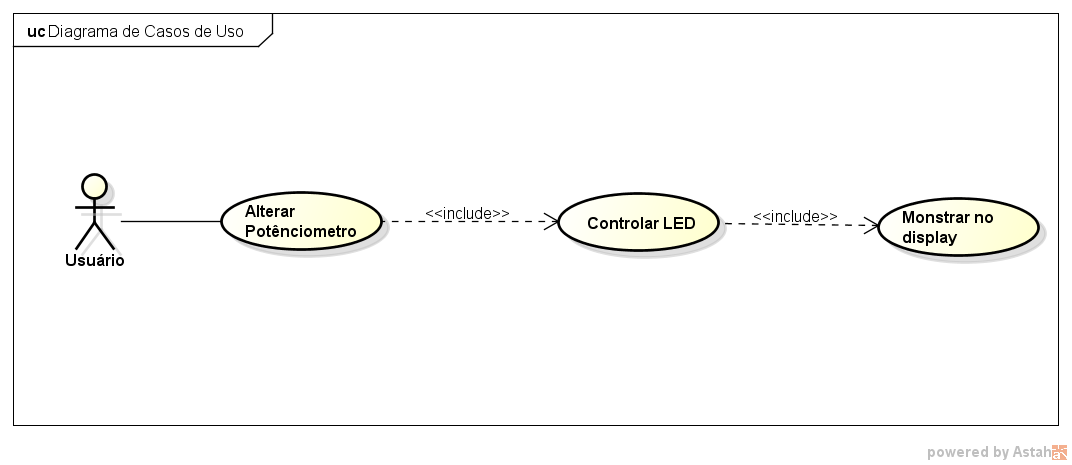 uc Diagrama de Casos de Uso
Alterar
Potênciometro
<<include>>
Controlar LED
<<include>>
Monstrar no
display
Usuário
powered by Astah